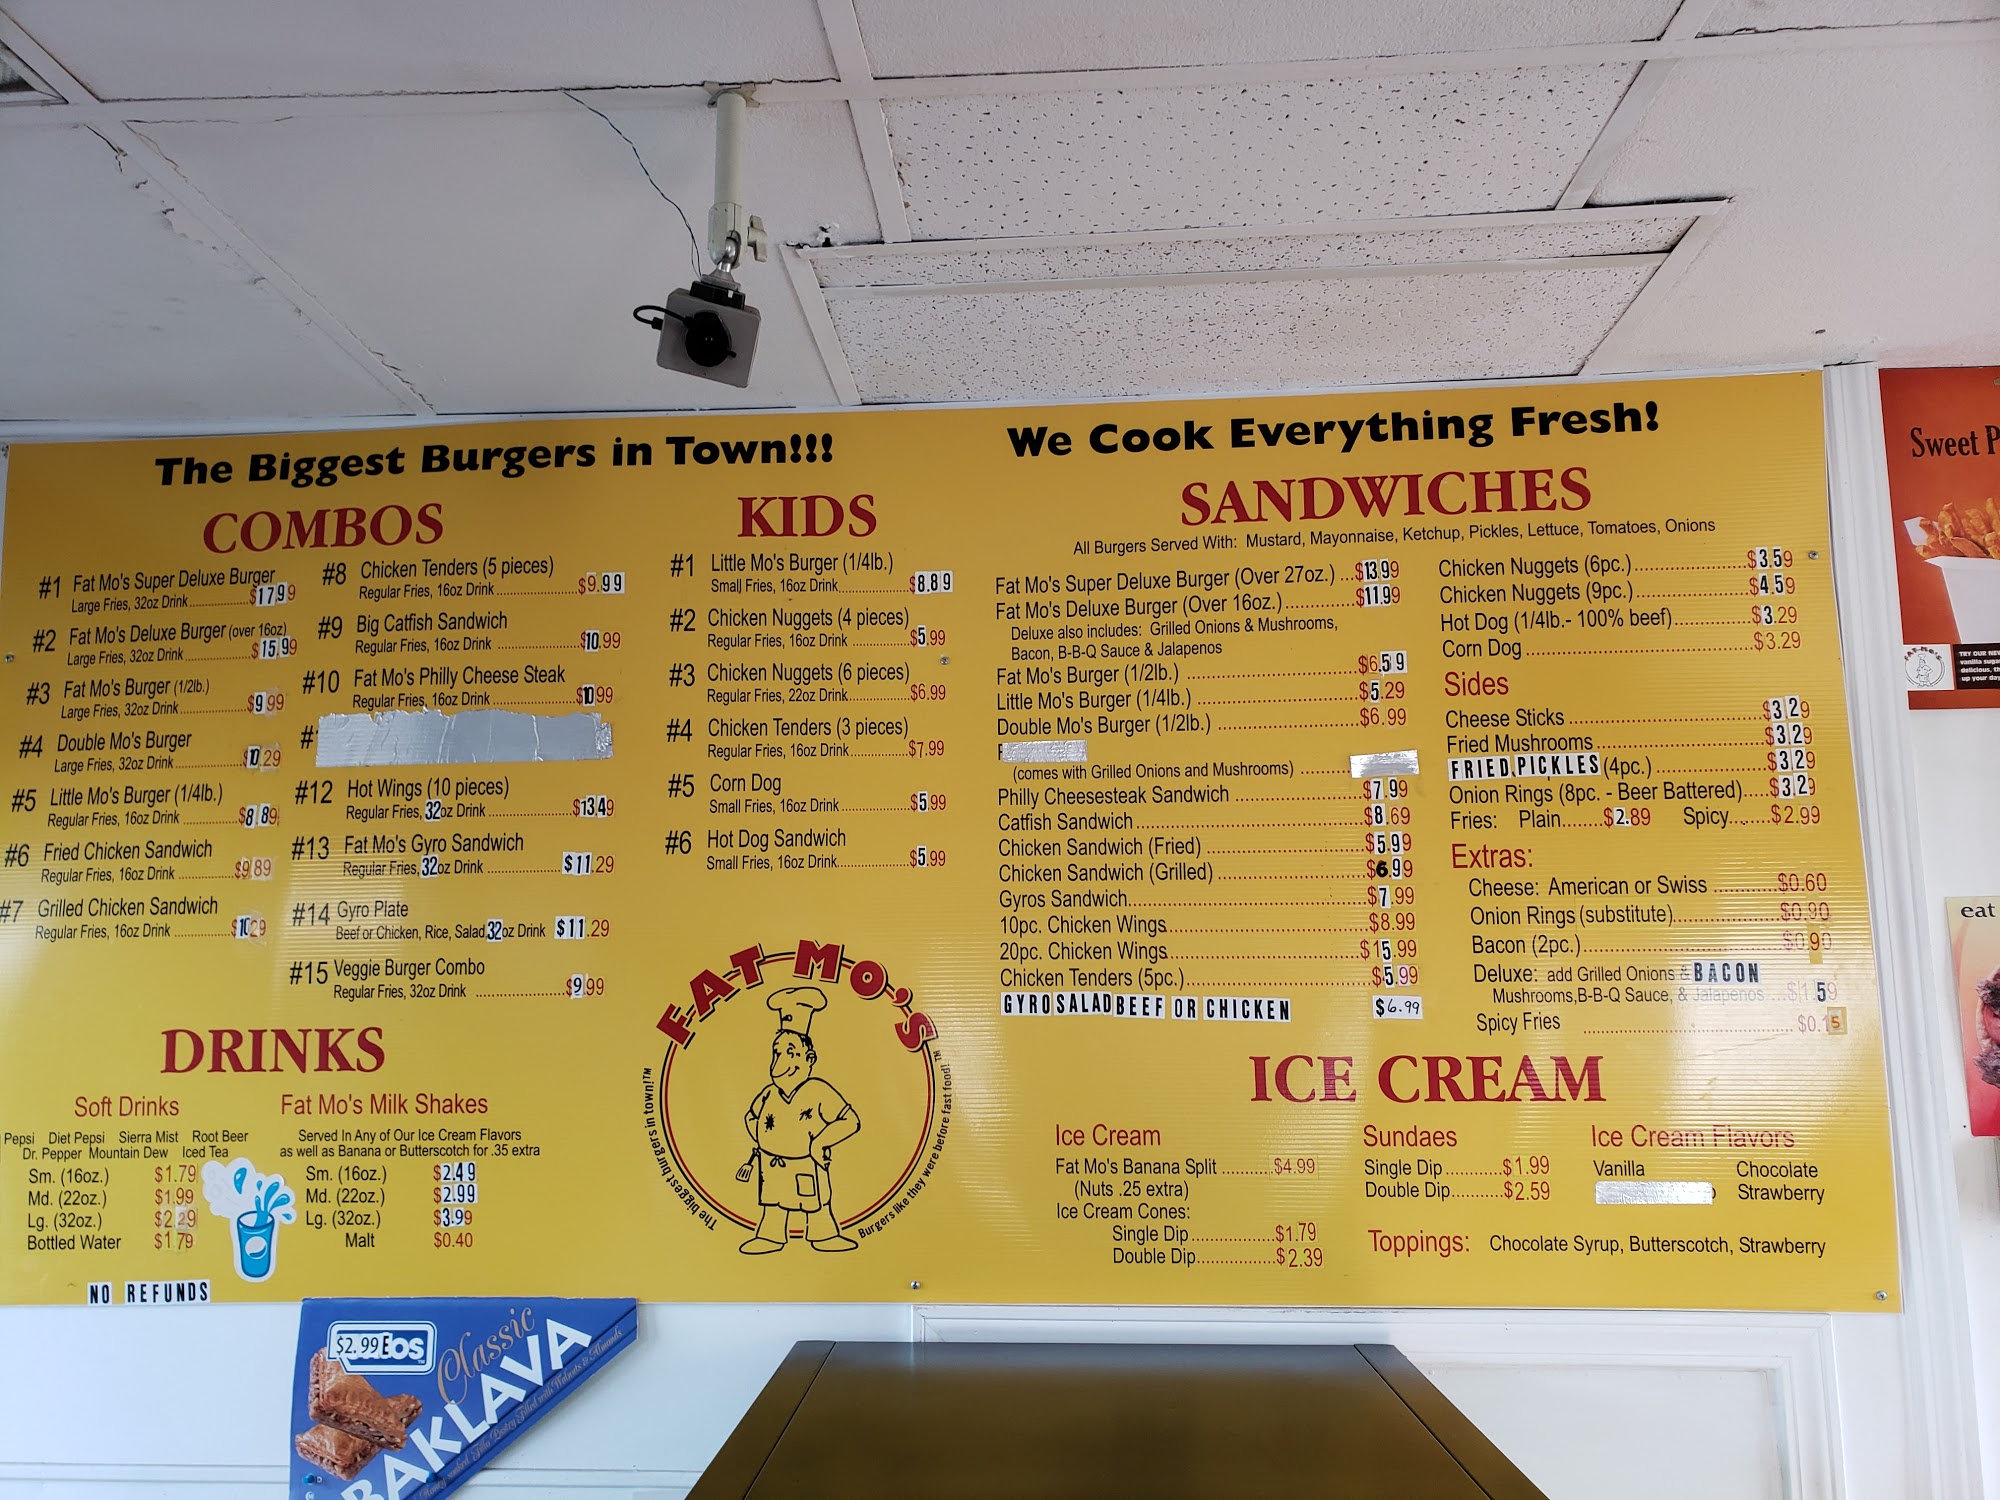 The Biggest Burgers in Town!!!
COMBOS
#1 Fat Mo's Super Deluxe Burger
Large Fries, 32oz Drink $17.99
#2 Fat Mo's Deluxe Burger (over 16oz)
Large Fries, 32oz Drink $15.99
#3 Fat Mo's Burger (1/2lb.)
Large Fries, 32oz Drink $9.99
#4 Double Mo's Burger
Large Fries, 32oz Drink $10.29
#5 Little Mo's Burger (1/4lb.)
Regular Fries, 16oz Drink $8.89
#6 Fried Chicken Sandwich
Regular Fries, 16oz Drink $9.89
#7 Grilled Chicken Sandwich
Regular Fries, 16oz Drink $10.29
#8 Chicken Tenders (5 pieces)
Regular Fries, 16oz Drink $9.99
#9 Big Catfish Sandwich
Regular Fries, 16oz Drink $10.99
#10 Fat Mo's Philly Cheese Steak
Regular Fries, 16oz Drink $10.99
#12 Hot Wings (10 pieces)
Regular Fries, 32oz Drink $13.49
#13 Fat Mo's Gyro Sandwich
Regular Fries, 32oz Drink $11.29
#14 Gyro Plate
Beef or Chicken, Rice, Salad, 32oz Drink $11.29
#15 Veggie Burger Combo
Regular Fries, 32oz Drink $9.99
KIDS
#1 Little Mo's Burger (1/4lb.)
Small Fries, 16oz Drink $8.89
#2 Chicken Nuggets (4 pieces)
Regular Fries, 16oz Drink $5.99
#3 Chicken Nuggets (6 pieces)
Regular Fries, 22oz Drink $6.99
#4 Chicken Tenders (3 pieces)
Regular Fries, 16oz Drink $7.99
#5 Corn Dog
Small Fries, 16oz Drink $5.99
#6 Hot Dog Sandwich
Small Fries, 16oz Drink $5.99
DRINKS
Soft Drinks
Pepsi Diet Pepsi Sierra Mist Root Beer
Dr. Pepper Mountain Dew Iced Tea
Sm. (16oz.) $1.79
Md. (22oz.) $1.99
Lg. (32oz.) $2.29
Bottled Water $1.79
Fat Mo's Milk Shakes
Served In Any of Our Ice Cream Flavors
as well as Banana or Butterscotch for .35 extra
Sm. (16oz.) $2.49
Md. (22oz.) $2.99
Lg. (32oz.) $3.99
Malt $0.40
NO REFUNDS
FAT MO'S
The biggest burgers in town!™
Burgers like they were before fast food!™
We Cook Everything Fresh!
SANDWICHES
All Burgers Served With: Mustard, Mayonnaise, Ketchup, Pickles, Lettuce, Tomatoes, Onions
Fat Mo's Super Deluxe Burger (Over 27oz.) $13.99
Fat Mo's Deluxe Burger (Over 16oz.) $11.99
Deluxe also includes: Grilled Onions & Mushrooms,
Bacon, B-B-Q Sauce & Jalapenos
Fat Mo's Burger (1/2lb.) $6.59
Little Mo's Burger (1/4lb.) $5.29
Double Mo's Burger (1/2lb.) $6.99
(comes with Grilled Onions and Mushrooms)
Philly Cheesesteak Sandwich $7.99
Catfish Sandwich $8.69
Chicken Sandwich (Fried) $5.99
Chicken Sandwich (Grilled) $6.99
Gyros Sandwich $7.99
10pc. Chicken Wings $8.99
20pc. Chicken Wings $15.99
Chicken Tenders (5pc.) $5.99
GYRO SALAD BEEF OR CHICKEN $6.99
Chicken Nuggets (6pc.) $3.59
Chicken Nuggets (9pc.) $4.59
Hot Dog (1/4lb.- 100% beef) $3.29
Corn Dog $3.29
Sides
Cheese Sticks $3.29
Fried Mushrooms $3.29
FRIED PICKLES (4pc.) $3.29
Onion Rings (8pc. - Beer Battered) $3.29
Fries: Plain $2.89 Spicy $2.99
Extras:
Cheese: American or Swiss $0.60
Onion Rings (substitute) $0.90
Bacon (2pc.) $0.90
Deluxe: add Grilled Onions & BACON
Mushrooms, B-B-Q Sauce, & Jalapenos $1.59
Spicy Fries $0.15
ICE CREAM
Ice Cream
Fat Mo's Banana Split $4.99
(Nuts .25 extra)
Ice Cream Cones:
Single Dip $1.79
Double Dip $2.39
Sundaes
Single Dip $1.99
Double Dip $2.59
Ice Cream Flavors
Vanilla Chocolate
Strawberry
Toppings: Chocolate Syrup, Butterscotch, Strawberry
$2.99 E
Classic
BAKLAVA
Sweet P
FAT MO'S
TRY OUR NEW
vanilla suga
delicious, th
up your day
eat